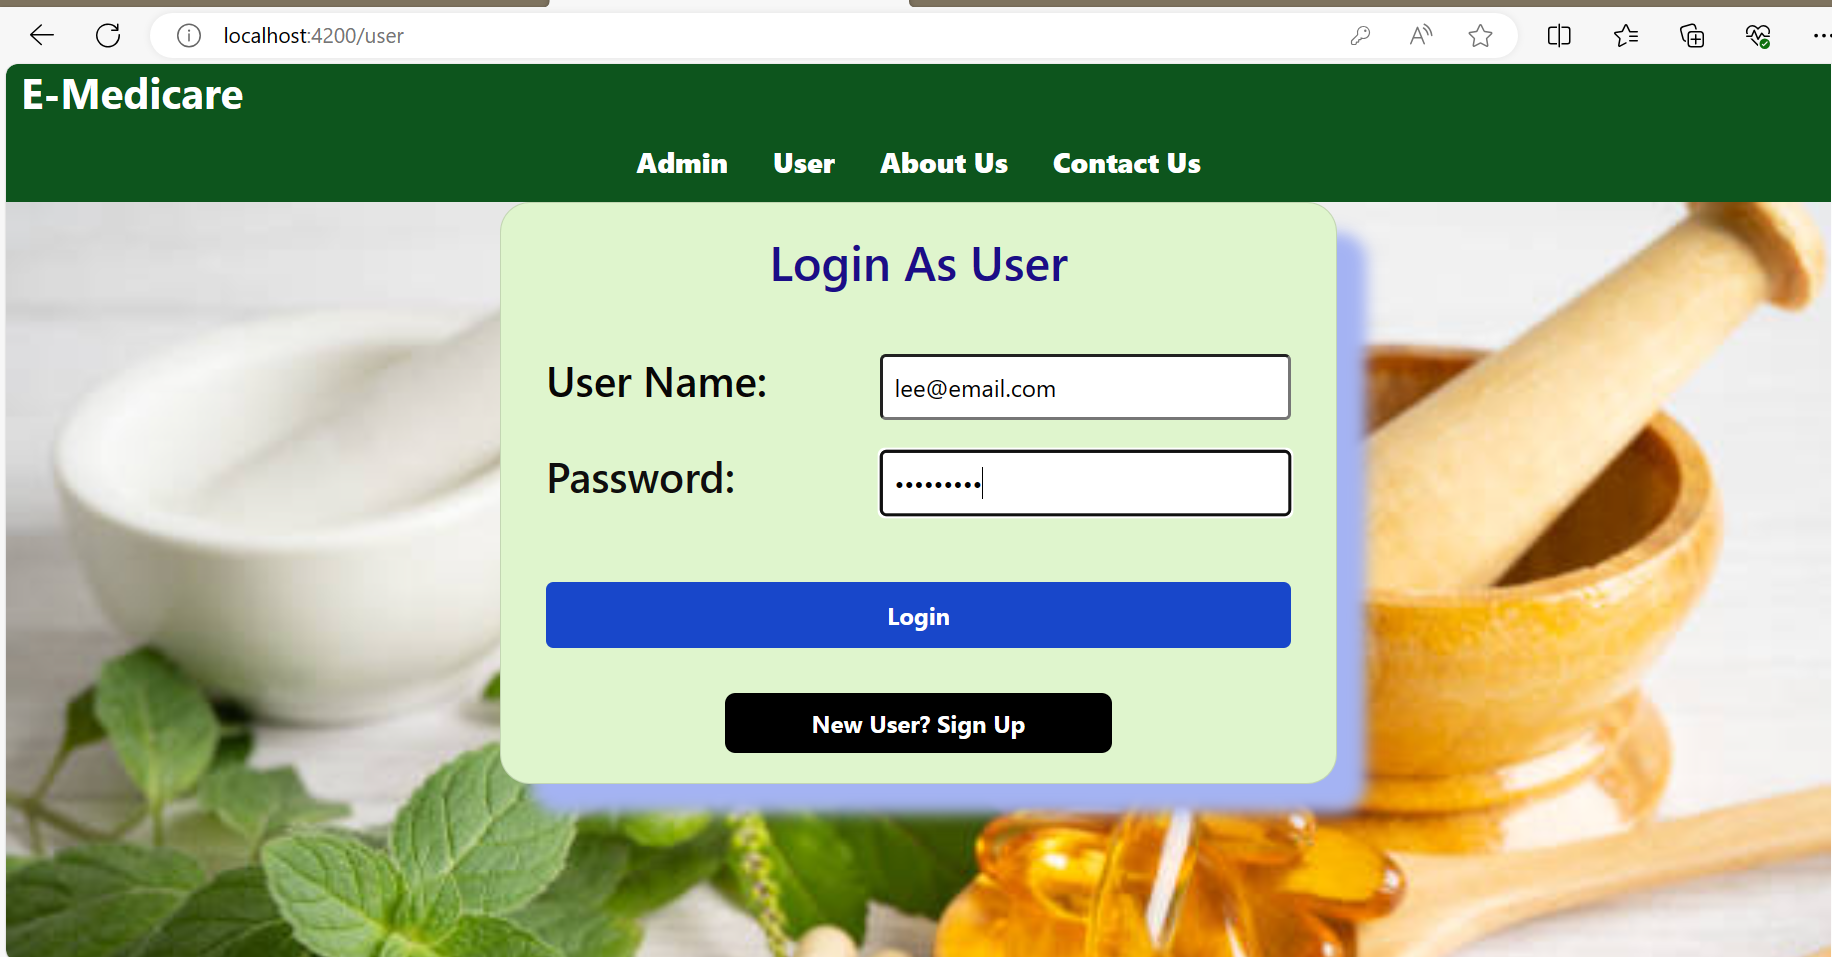 localhost:4200/user
E-Medicare
Admin User About Us Contact Us
Login As User
User Name: lee@email.com
Password: •••••••••
Login
New User? Sign Up